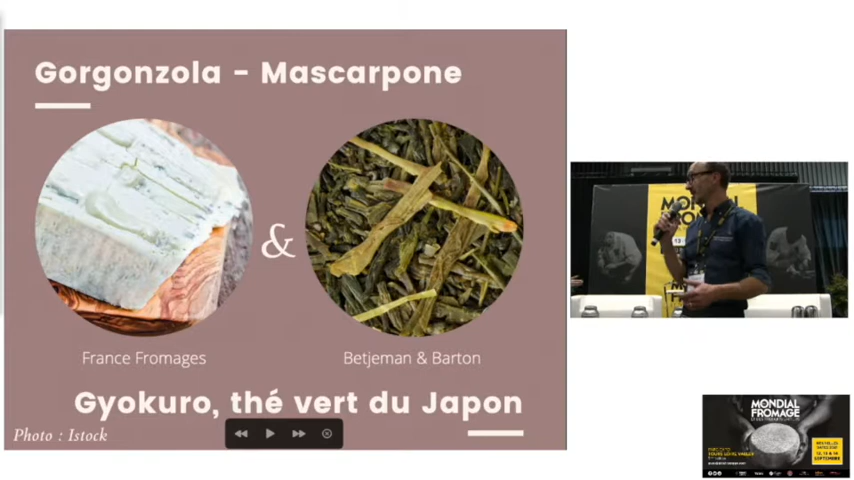 Gorgonzola - Mascarpone
&
France Fromages
Betjeman & Barton
Gyokuro, thé vert du Japon
Photo : Istock
MONDIAL
FROMAGE